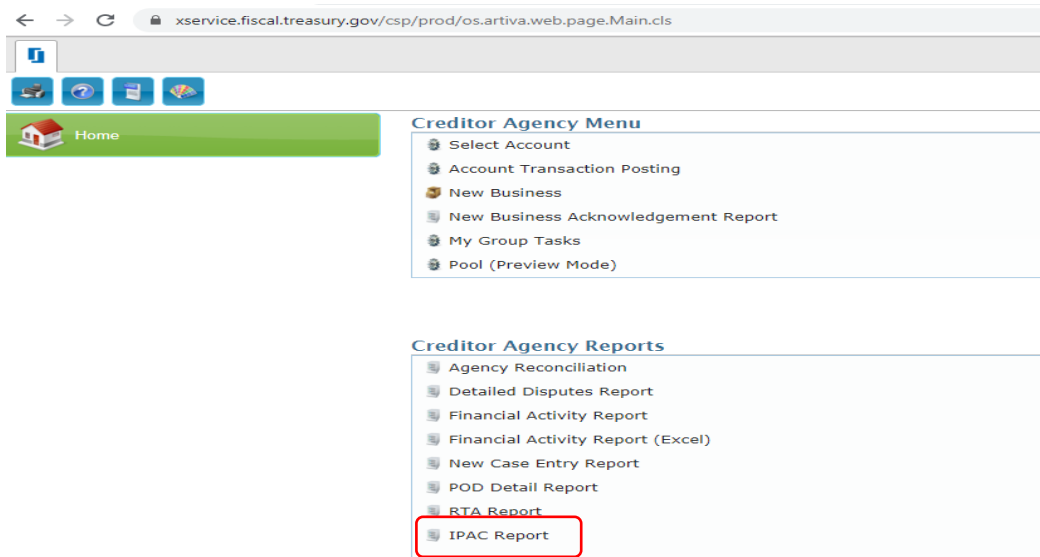 xservice.fiscal.treasury.gov/csp/prod/os.artiva.web.page.Main.cls
Home
Creditor Agency Menu
Select Account
Account Transaction Posting
New Business
New Business Acknowledgement Report
My Group Tasks
Pool (Preview Mode)
Creditor Agency Reports
Agency Reconciliation
Detailed Disputes Report
Financial Activity Report
Financial Activity Report (Excel)
New Case Entry Report
POD Detail Report
RTA Report
IPAC Report